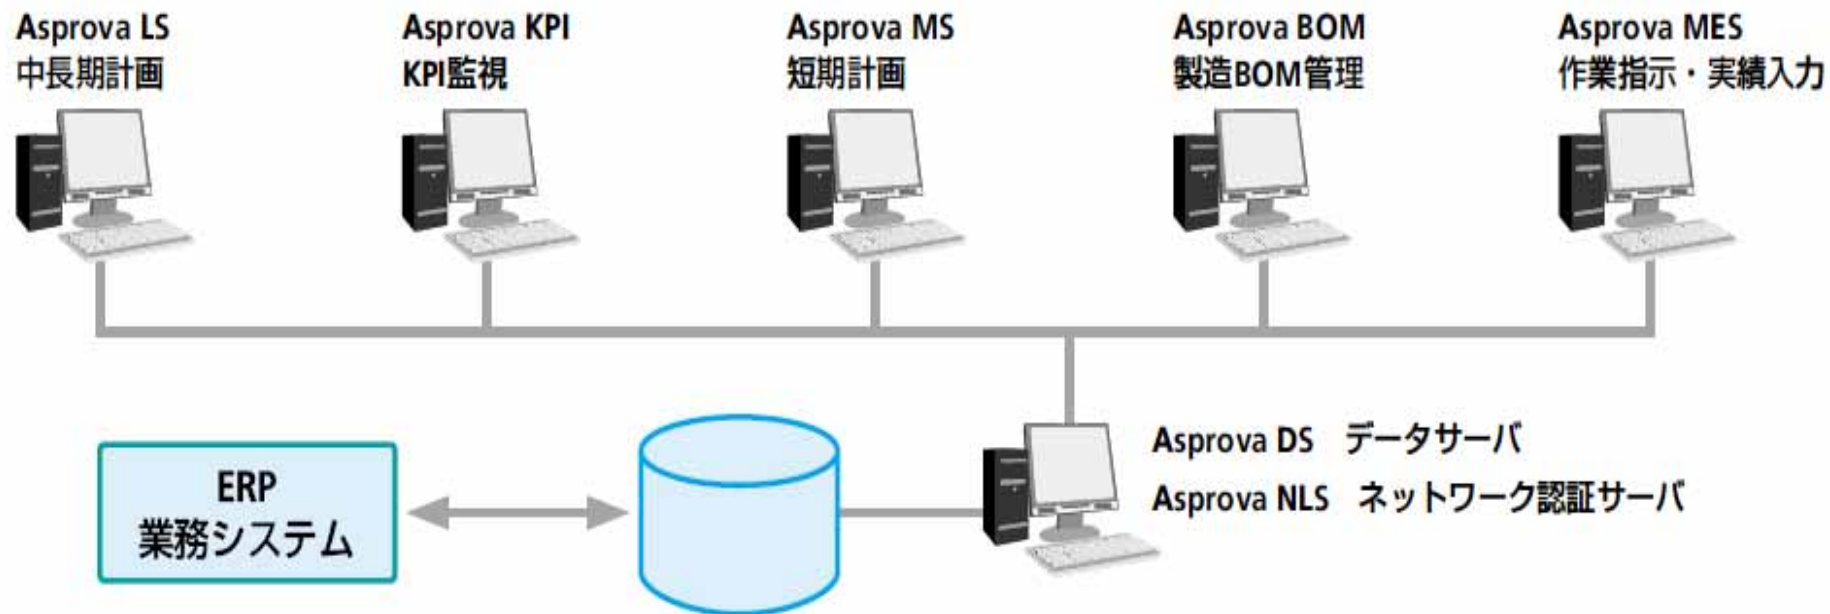 Asprova LS
中長期計画
Asprova KPI
KPI監視
Asprova MS
短期計画
Asprova BOM
製造BOM管理
Asprova MES
作業指示・実績入力
ERP
業務システム
Asprova DS　データサーバ
Asprova NLS　ネットワーク認証サーバ